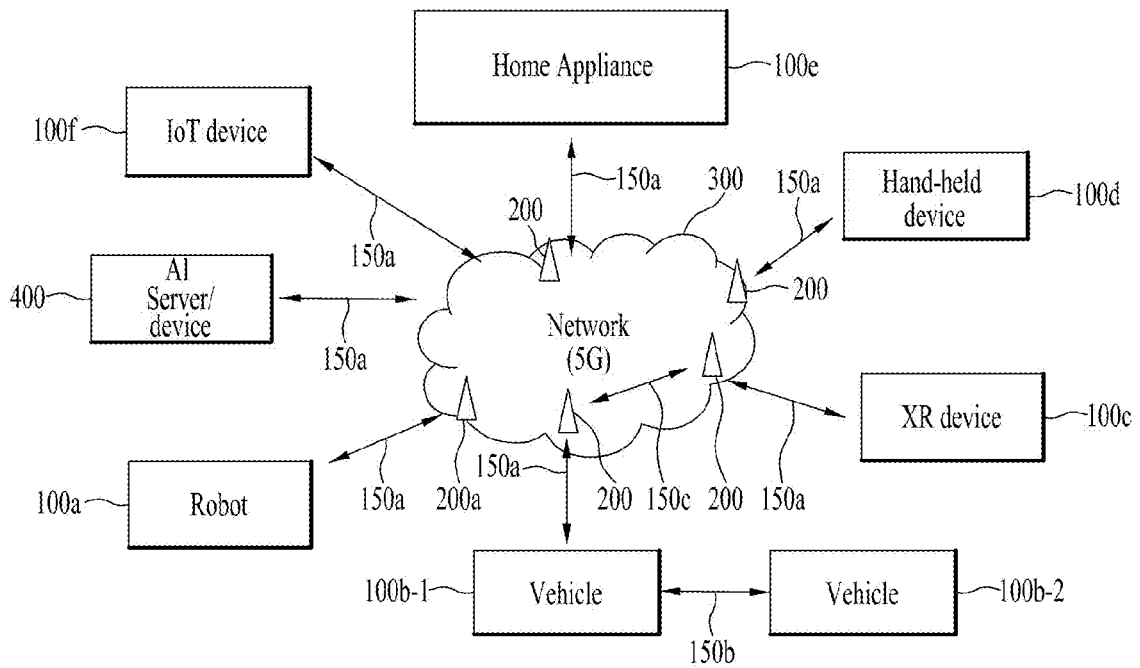 Home Appliance
100e
100f
IoT device
150a
300
150a
Hand-held
device
100d
200
150a
400
AI
Server/
device
150a
200
Network
(5G)
XR device
100c
150a
100a
Robot
150a
200a
150a
200
150c
200
150a
100b-1
Vehicle
Vehicle
100b-2
150b